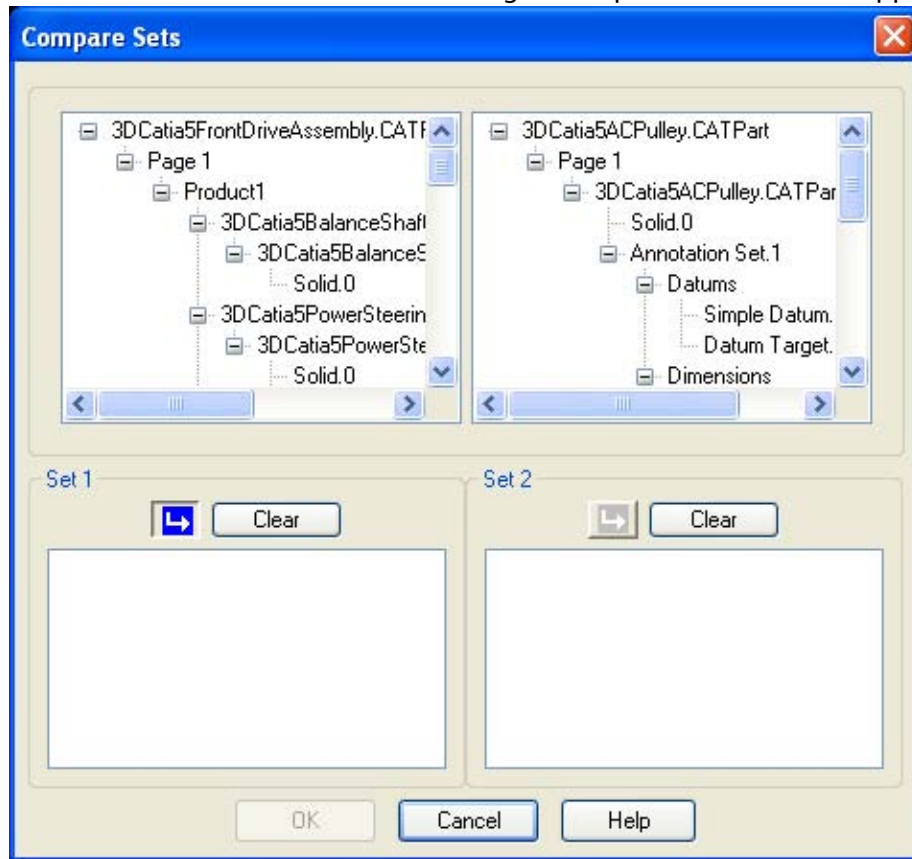 Compare Sets
3DCatia5FrontDriveAssembly.CATF
Page 1
Product1
3DCatia5BalanceShaft
3DCatia5BalanceS
Solid.0
3DCatia5PowerSteerin
3DCatia5PowerSte
Solid.0
3DCatia5ACPulley.CATPart
Page 1
3DCatia5ACPulley.CATPar
Solid.0
Annotation Set.1
Datums
Simple Datum.
Datum Target.
Dimensions
Set 1
Clear
Set 2
Clear
OK
Cancel
Help